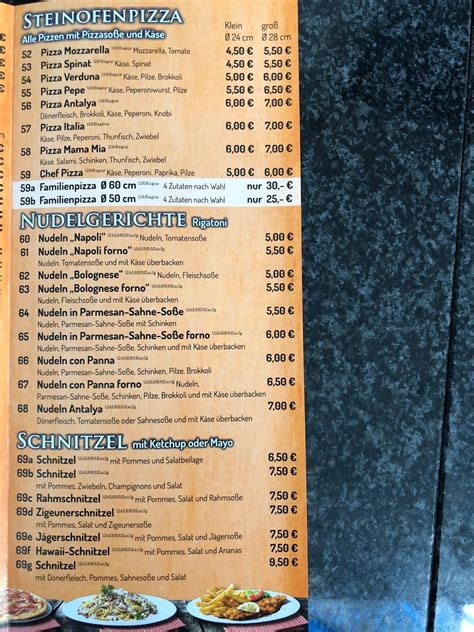 STEINOFENPIZZA
Alle Pizzen mit Pizzasoße und Käse
Klein groß
Ø 24 cm Ø 28 cm
52 Pizza Mozzarella Mozzarella, Tomate 4,50 € 5,50 €
53 Pizza Spinat Käse, Spinat 4,50 € 5,50 €
54 Pizza Verduna Käse, Pilze, Brokkoli 5,00 € 6,00 €
55 Pizza Pepe Käse, Peperoniwurst, Pilze 5,50 € 6,50 €
56 Pizza Antalya 6,00 € 7,00 €
Dönerfleisch, Brokkoli, Käse, Peperoni, Knobi
57 Pizza Italia 6,00 € 7,00 €
Käse, Pilze, Peperoni, Thunfisch, Zwiebel
58 Pizza Mama Mia 6,00 € 7,00 €
Käse, Salami, Schinken, Thunfisch, Zwiebel
59 Chef Pizza Käse, Peperoni, Paprika, Pilze 5,00 € 6,00 €
59a Familienpizza Ø 60 cm 4 Zutaten nach Wahl nur 30,- €
59b Familienpizza Ø 50 cm 4 Zutaten nach Wahl nur 25,- €
NUDELGERICHTE Rigatoni
60 Nudeln „Napoli“ Nudeln, Tomatensoße 5,00 €
61 Nudeln „Napoli forno“ 5,50 €
Nudeln, Tomatensoße und mit Käse überbacken
62 Nudeln „Bolognese“ Nudeln, Fleischsoße 5,00 €
63 Nudeln „Bolognese forno“ 5,50 €
Nudeln, Fleischsoße und mit Käse überbacken
64 Nudeln in Parmesan-Sahne-Soße 5,50 €
Nudeln, Parmesan-Sahne-Soße mit Schinken
65 Nudeln in Parmesan-Sahne-Soße forno 6,00 €
Nudeln, Parmesan-Sahne-Soße, Schinken und mit Käse überbacken
66 Nudeln con Panna 6,00 €
Nudeln, Parmesan-Sahne-Soße, Schinken, Pilze, Brokkoli
67 Nudeln con Panna forno Nudeln, 6,50 €
Parmesan-Sahne-Soße, Schinken, Pilze, Brokkoli und mit Käse überbacken
68 Nudeln Antalya 7,00 €
Dönerfleisch, Tomatensoße oder Sahnesoße und mit Käse überbacken
SCHNITZEL mit Ketchup oder Mayo
69a Schnitzel mit Pommes und Salatbeilage 6,50 €
69b Schnitzel 7,50 €
mit Pommes, Zwiebeln, Champignons und Salat
69c Rahmschnitzel mit Pommes, Salat und Rahmsoße 7,50 €
69d Zigeunerschnitzel 7,50 €
mit Pommes, Salat und Zigeunersoße
69e Jägerschnitzel mit Pommes, Salat und Jägersoße 7,50 €
69f Hawaii-Schnitzel mit Pommes, Salat und Ananas 7,50 €
69g Schnitzel 9,50 €
mit Dönerfleisch, Pommes, Sahnesoße und Salat